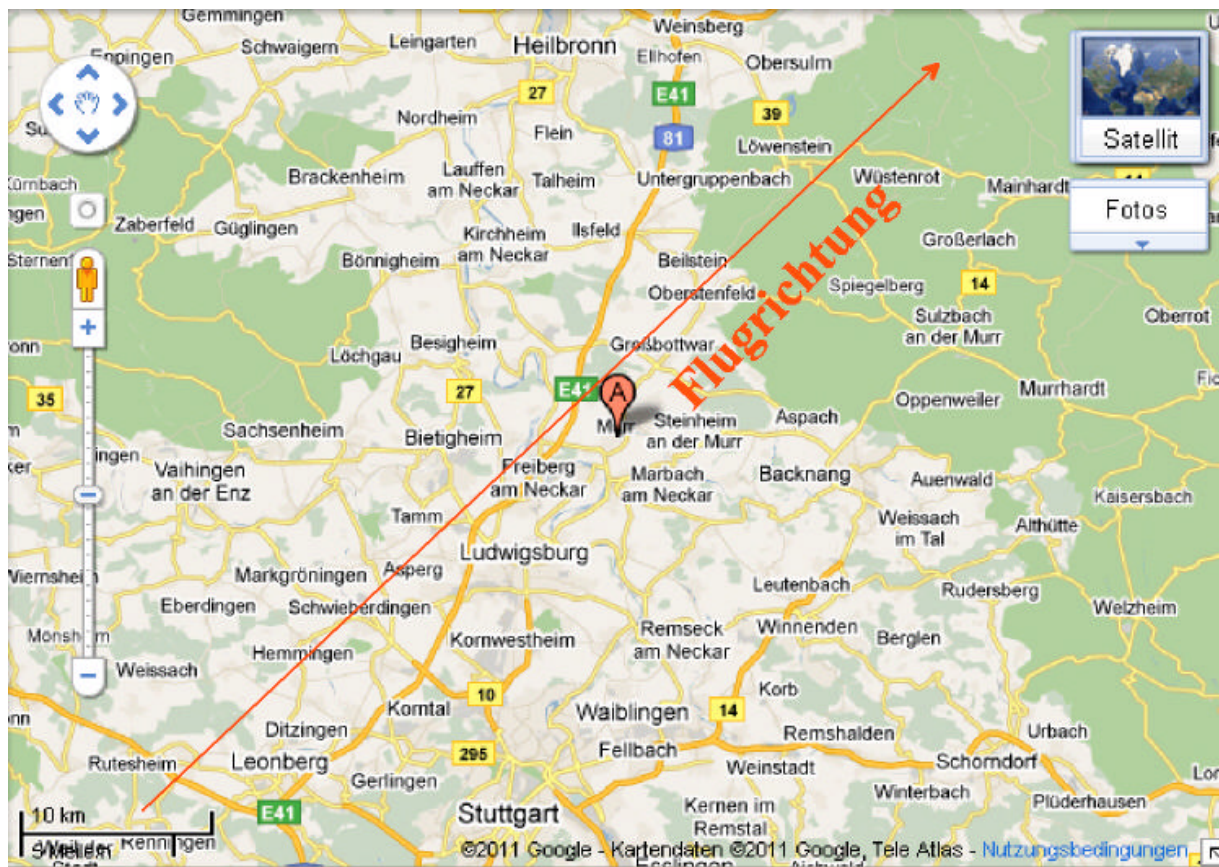 Gemmingen
Weinsberg
Schwaigern
Leingarten
Heilbronn
Eppingen
Ellhofen
Obersulm
27
E41
Satellit
Nordheim
Flein
81
39
Löwenstein
Lauffen
am Neckar
Talheim
Untergruppenbach
Wüstenrot
Mainhardt
Kürnbach
Brackenheim
Fotos
Zaberfeld
Güglingen
Kirchheim
am Neckar
Ilsfeld
Großerlach
Bönnigheim
Beilstein
14
Oberstenfeld
Spiegelberg
Flugrichtung
Sulzbach
an der Murr
Oberrot
Löchgau
Besigheim
Großbottwar
35
27
E41
A
Murrhardt
Oppenweiler
Sachsenheim
Bietigheim
Murr
Steinheim
an der Murr
Aspach
Vaihingen
an der Enz
Freiberg
am Neckar
Marbach
am Neckar
Backnang
Auenwald
Kaisersbach
Tamm
Weissach
im Tal
Althütte
Ludwigsburg
Markgröningen
Asperg
Leutenbach
Rudersberg
Eberdingen
Schwieberdingen
Welzheim
Kornwestheim
Remseck
am Neckar
Winnenden
Berglen
Weissach
Hemmingen
10
Korb
Korntal
Waiblingen
14
Ditzingen
Remshalden
Urbach
Rutesheim
Leonberg
295
Fellbach
Weinstadt
Schorndorf
Gerlingen
Winterbach
Plüderhausen
10 km
E41
Stuttgart
Kernen im
Remstal
Renningen
©2011 Google - Kartendaten ©2011 Google, Tele Atlas - Nutzungsbedingungen